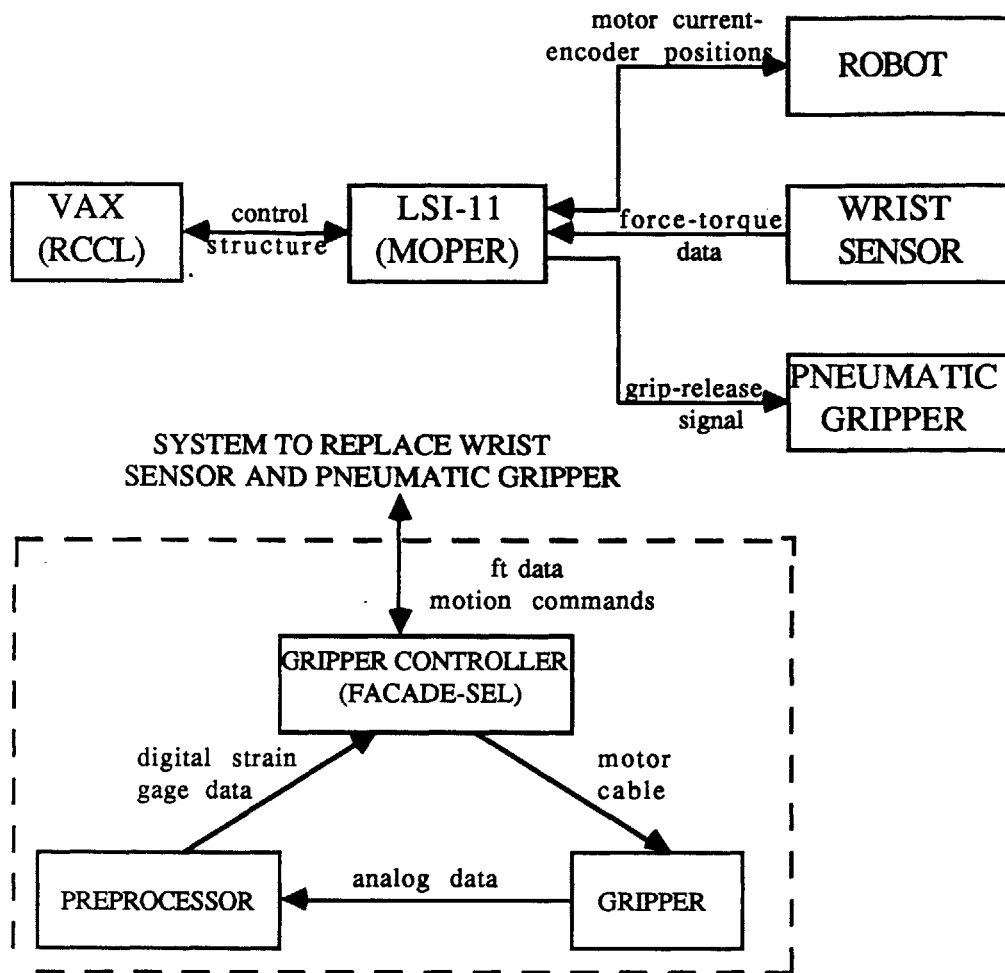 motor current-
encoder positions
ROBOT
VAX
(RCCL)
control
structure
LSI-11
(MOPER)
force-torque
data
WRIST
SENSOR
grip-release
signal
PNEUMATIC
GRIPPER
SYSTEM TO REPLACE WRIST
SENSOR AND PNEUMATIC GRIPPER
ft data
motion commands
GRIPPER CONTROLLER
(FACADE-SEL)
digital strain
gage data
motor
cable
PREPROCESSOR
analog data
GRIPPER